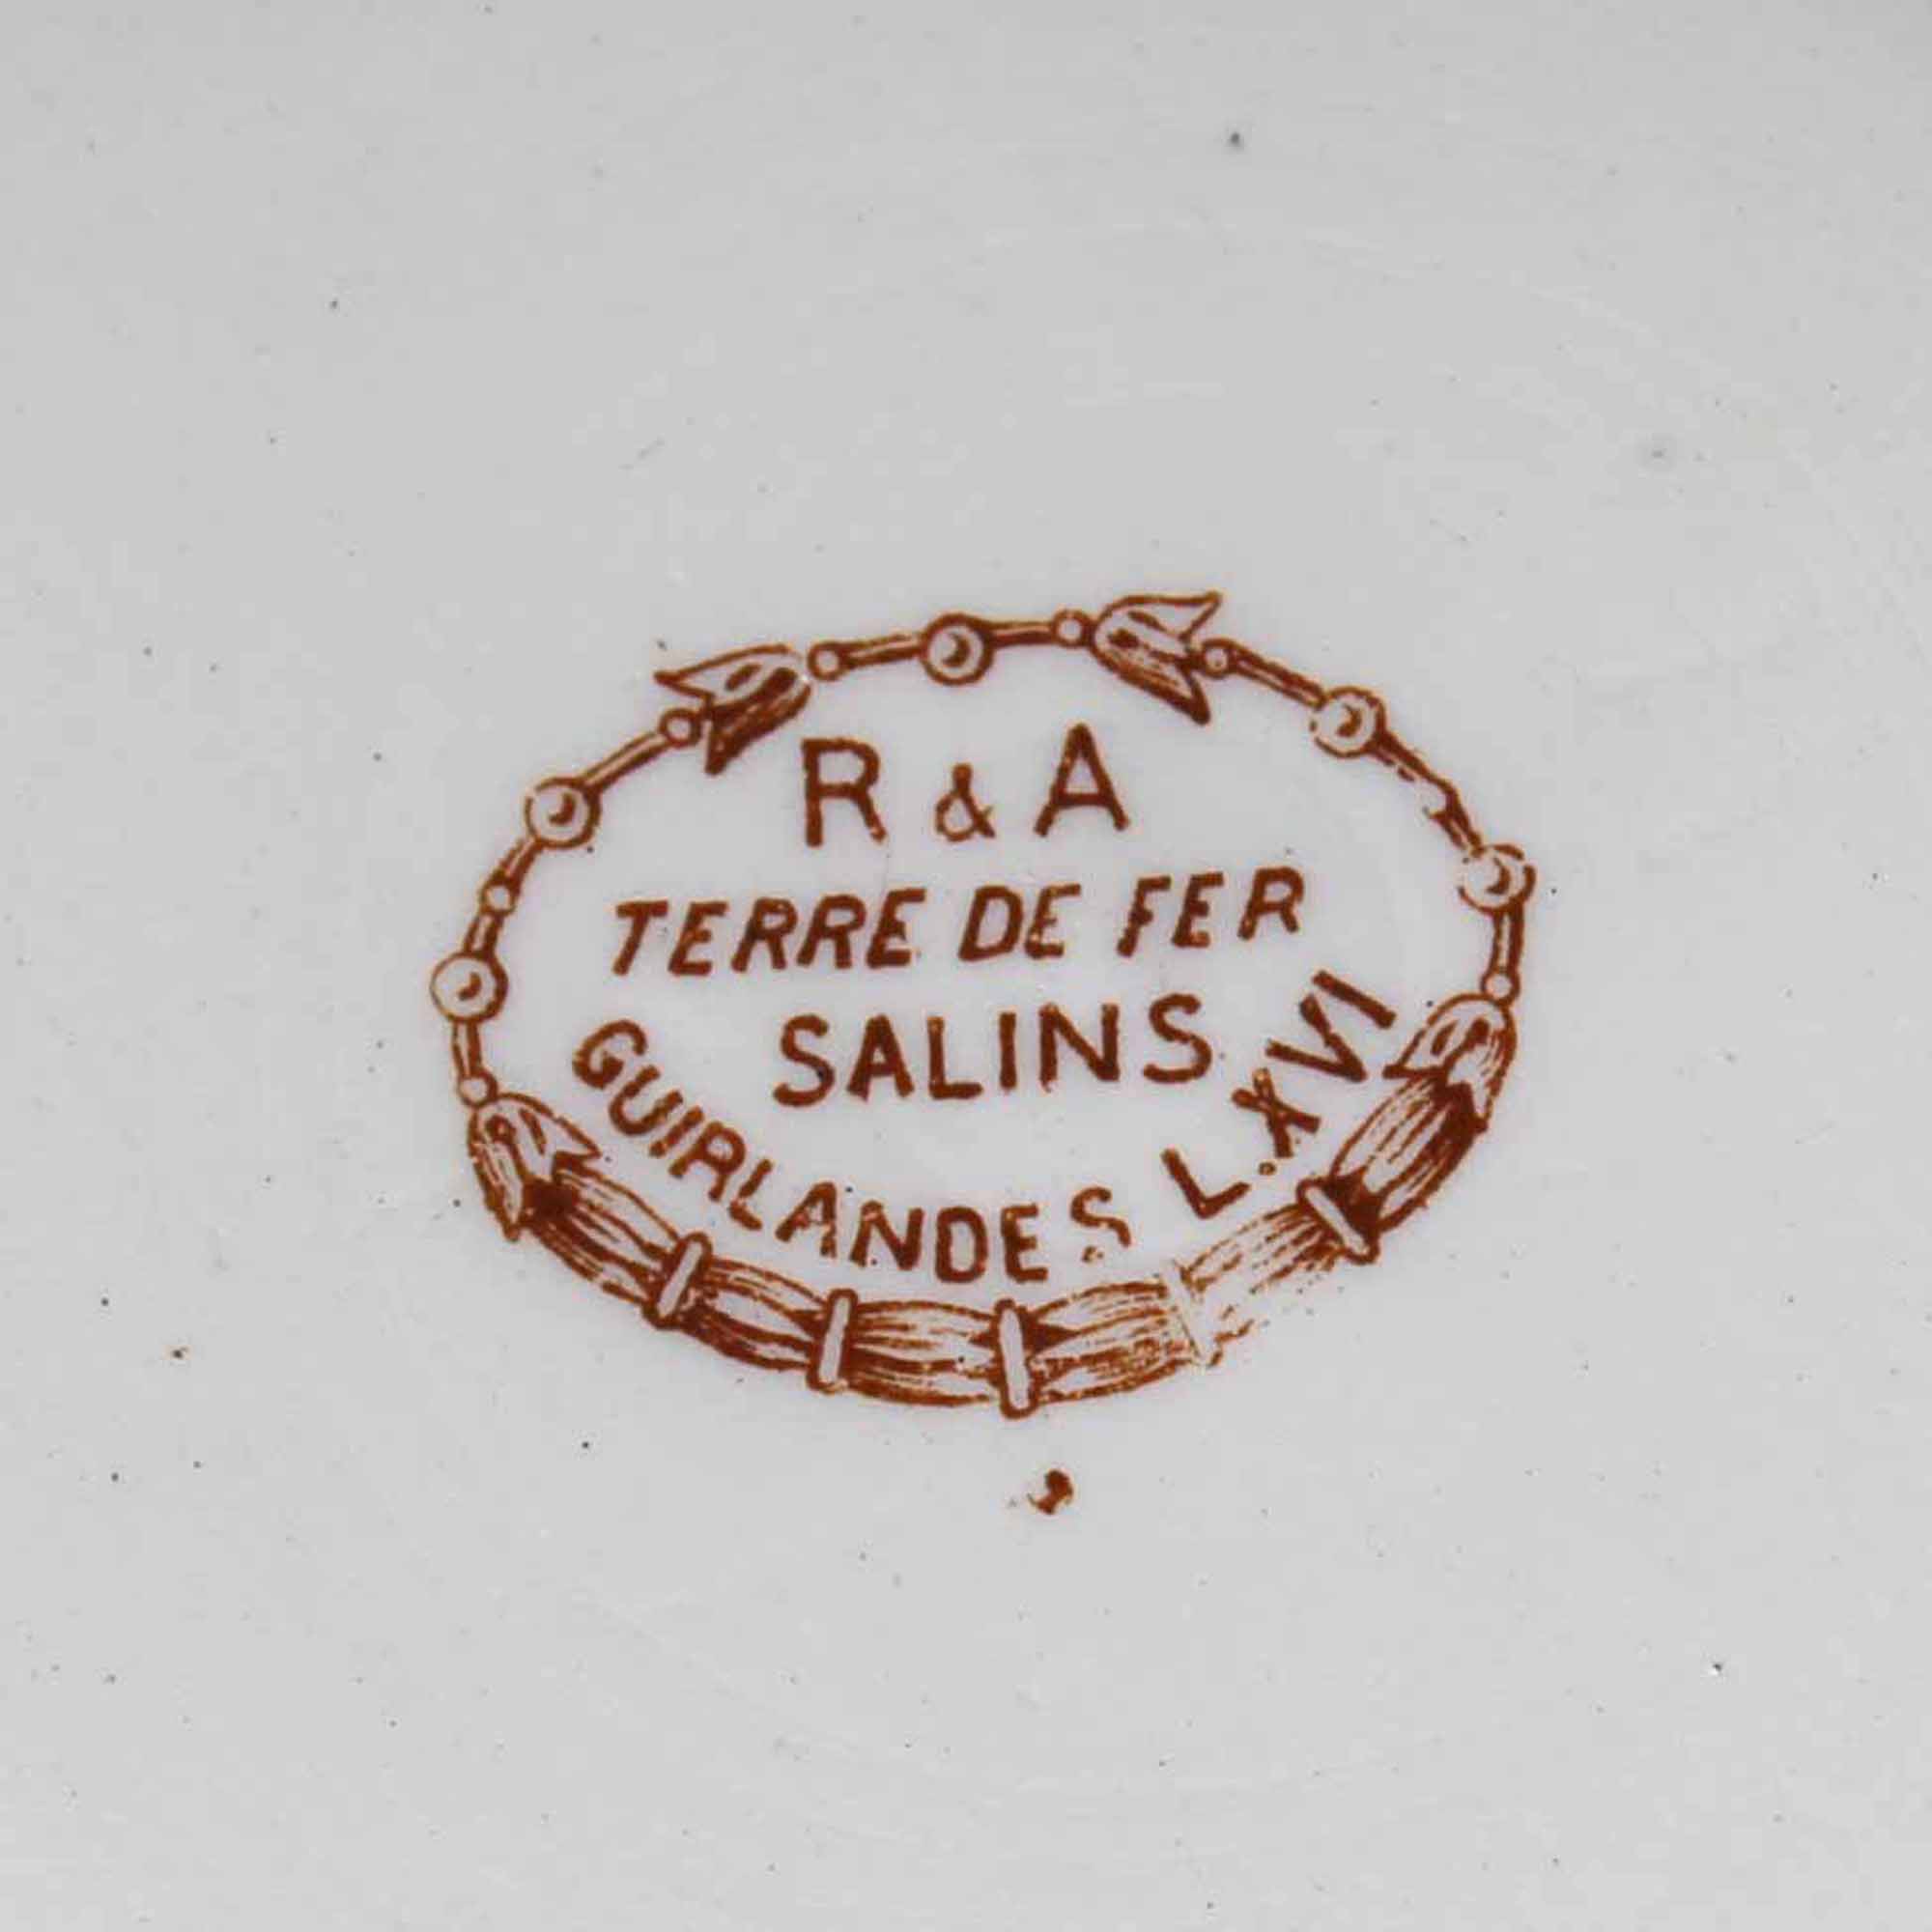 R & A
TERRE DE FER
SALINS
GUIRLANDES L.XVI